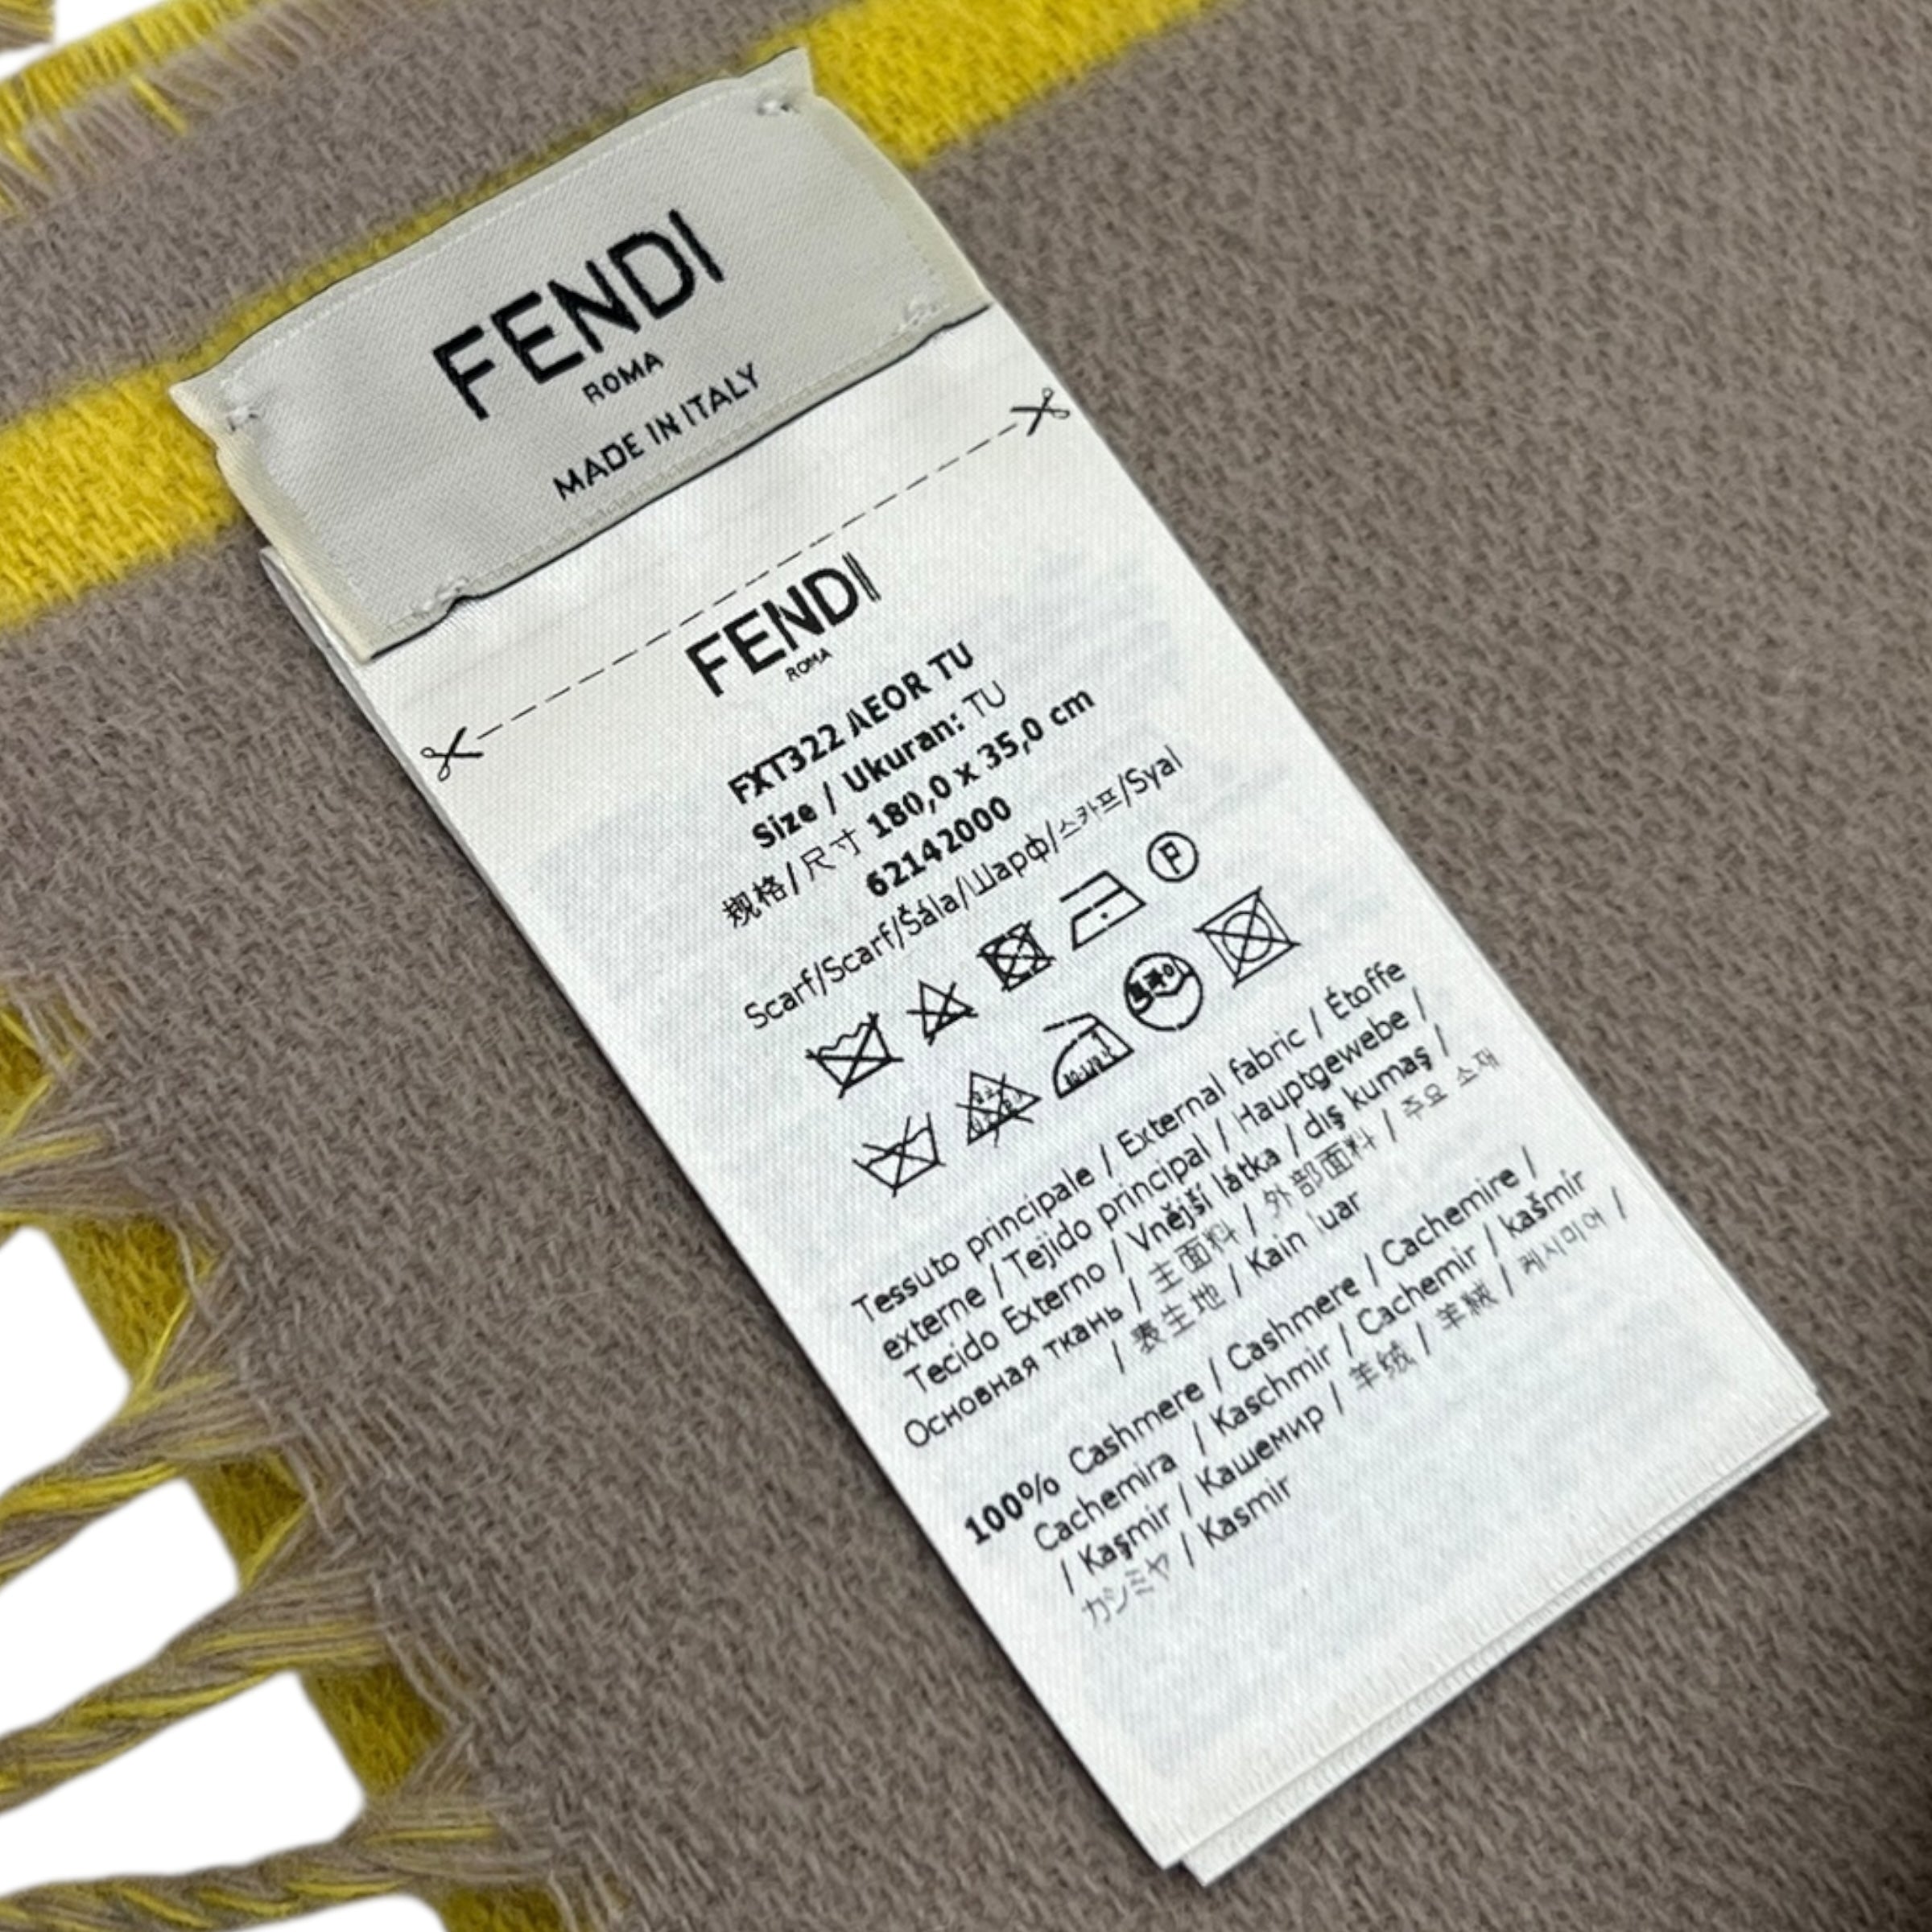 FENDI
ROMA
MADE IN ITALY
FENDI
ROMA
FXT322 AEOR TU
Size / Ukuran: TU
规格/尺寸 180,0 x 35,0 cm
62142000
Scarf/Scarf/Šála/Шарф/스카프/Syal
P
드라이
Tessuto principale / External fabric / Étoffe
externe / Tejido principal / Hauptgewebe /
Tecido Externo / Vnější látka / dış kumaş /
Основная ткань / 主面料 / 外部面料 / 주요 소재
/ 表生地 / Kain luar
100% Cashmere / Cashmere / Cachemire /
Cachemira / Kaschmir / Cachemir / kašmír
/ Kaşmir / Кашемир / 羊绒 / 羊絨 / 캐시미어 /
カシミヤ / Kasmir